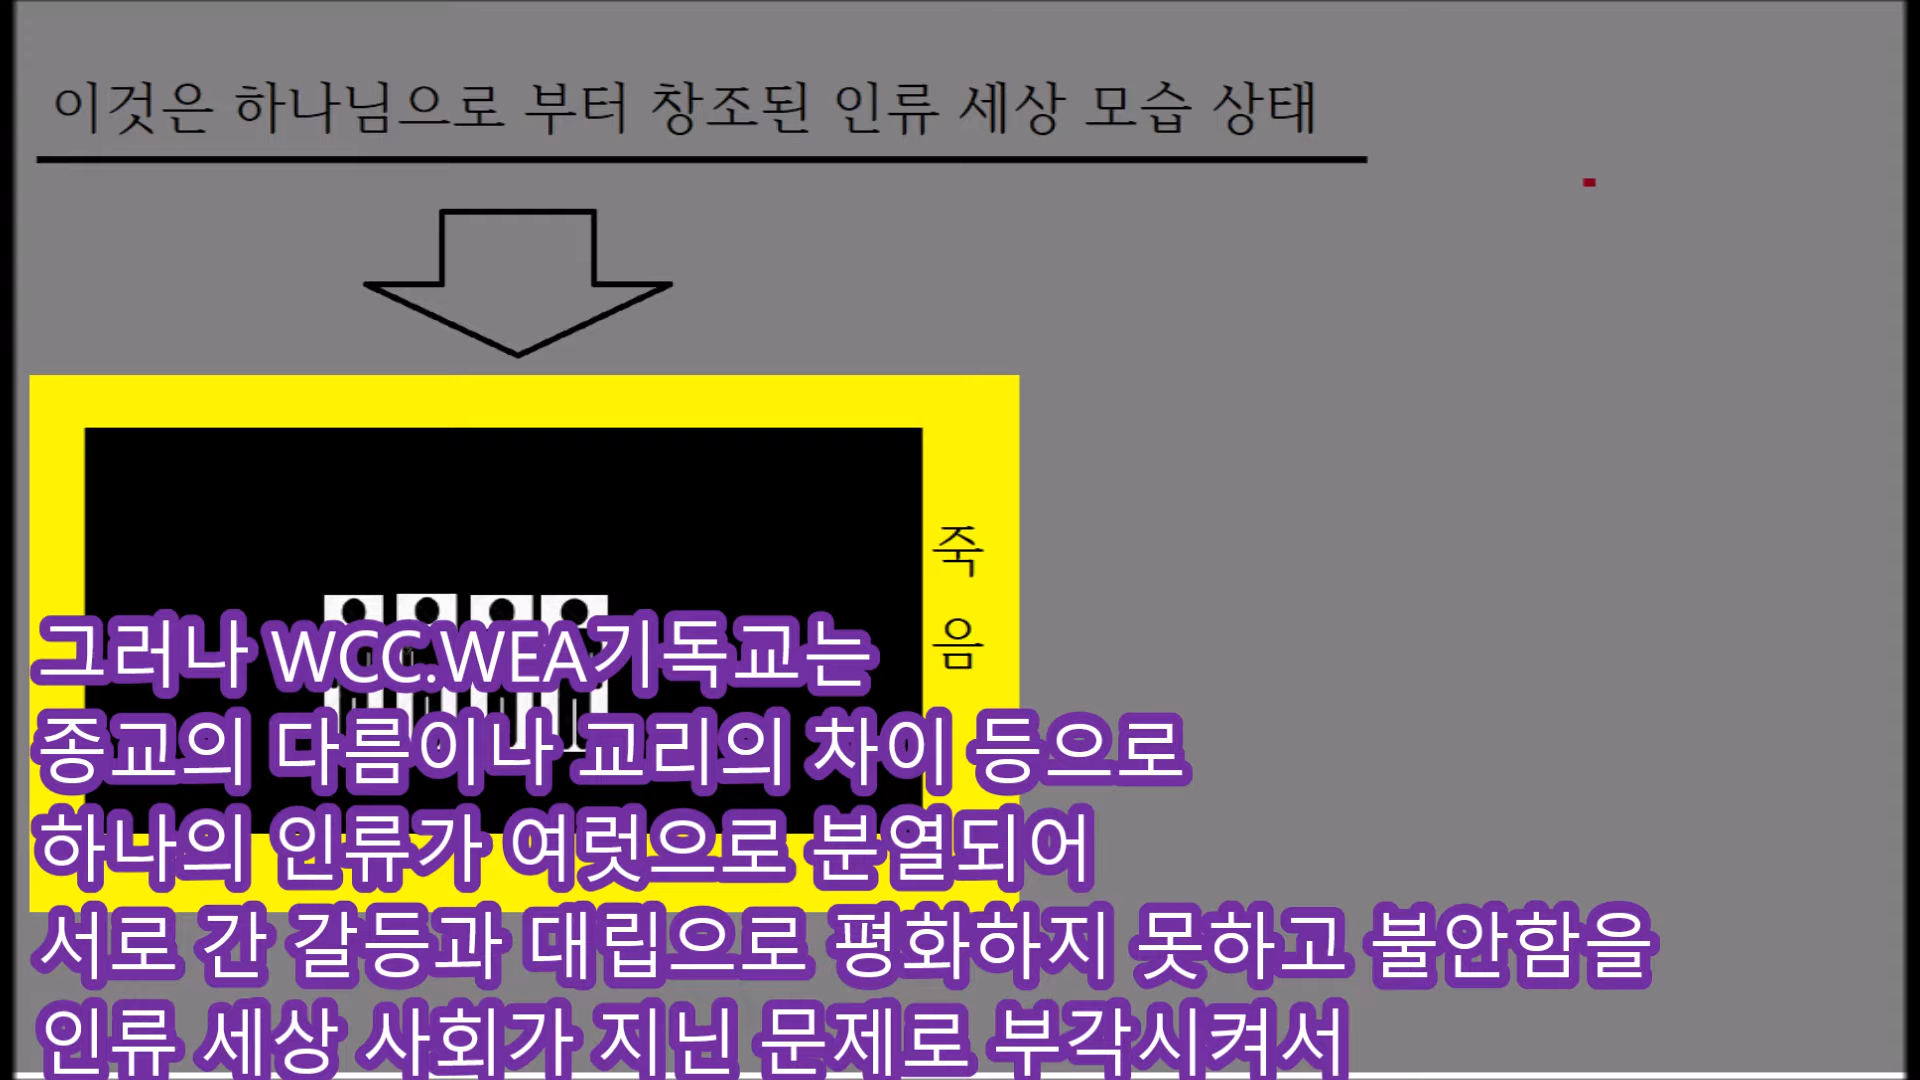 이것은 하나님으로 부터 창조된 인류 세상 모습 상태
죽
음
그러나 WCC.WEA기독교는
종교의 다름이나 교리의 차이 등으로
하나의 인류가 여럿으로 분열되어
서로 간 갈등과 대립으로 평화하지 못하고 불안함을
인류 세상 사회가 지닌 문제로 부각시켜서